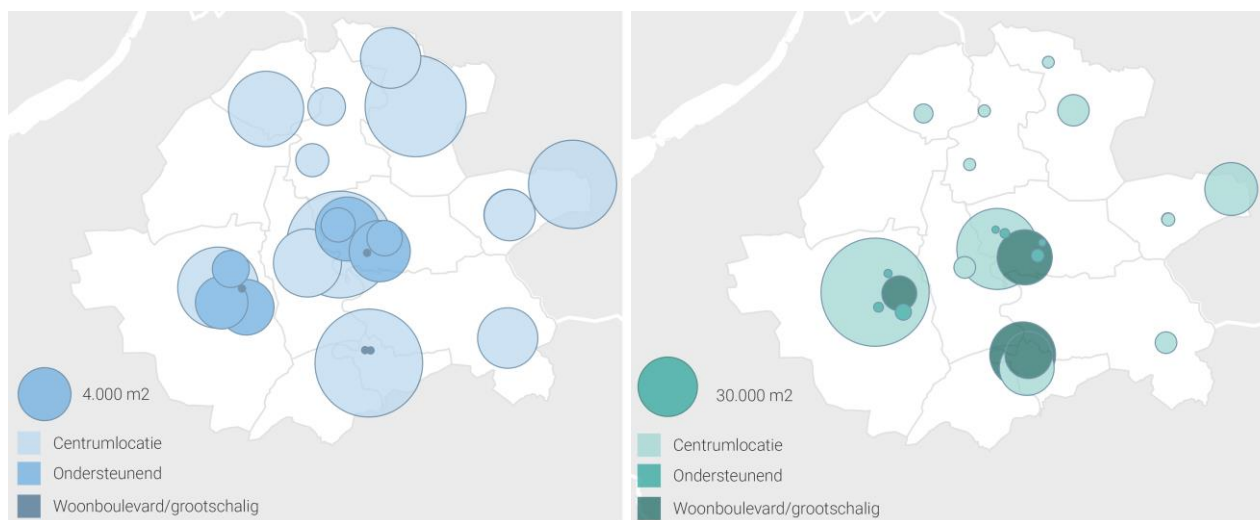 4.000 m2
Centrumlocatie
Ondersteunend
Woonboulevard/grootschalig
30.000 m2
Centrumlocatie
Ondersteunend
Woonboulevard/grootschalig